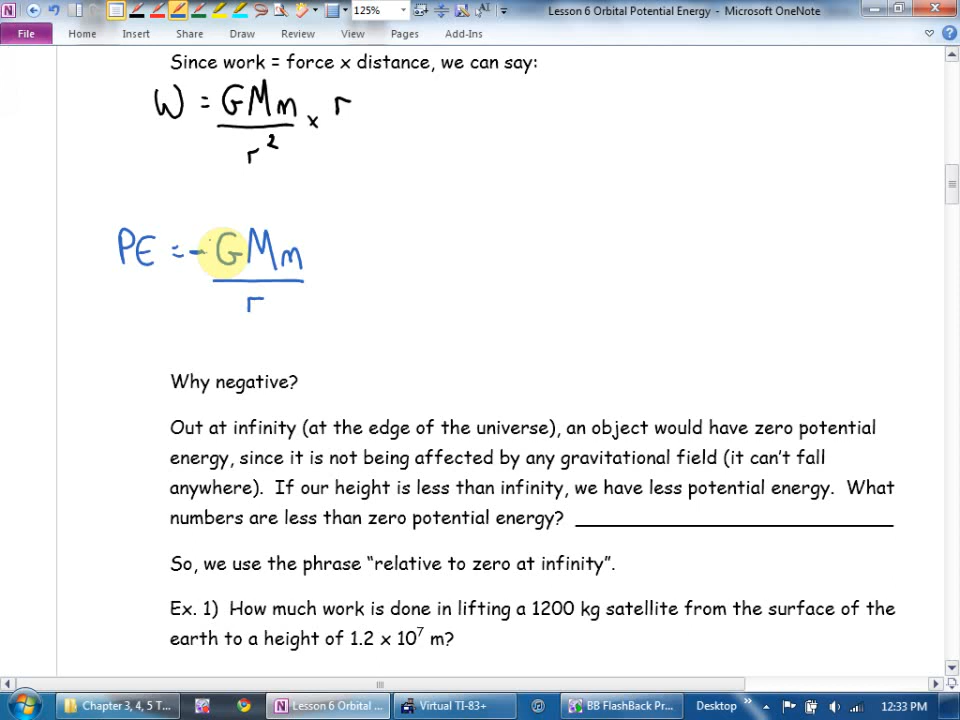 125%
Lesson 6 Orbital Potential Energy - Microsoft OneNote
File Home Insert Share Draw Review View Pages Add-Ins
Since work = force x distance, we can say:
W = GMm x r
r²
PE = - GMm
r
Why negative?
Out at infinity (at the edge of the universe), an object would have zero potential
energy, since it is not being affected by any gravitational field (it can't fall
anywhere). If our height is less than infinity, we have less potential energy. What
numbers are less than zero potential energy? ______________________________
So, we use the phrase “relative to zero at infinity”.
Ex. 1) How much work is done in lifting a 1200 kg satellite from the surface of the
earth to a height of 1.2 x 10⁷ m?
Chapter 3, 4, 5 T... Lesson 6 Orbital ... Virtual TI-83+ BB FlashBack Pr... Desktop » 12:33 PM